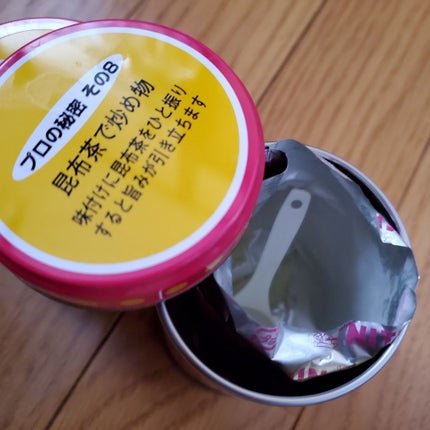 プロの秘密 その8
昆布茶で炒め物
味付けに昆布茶をひと振り
すると旨みが引き立ちます